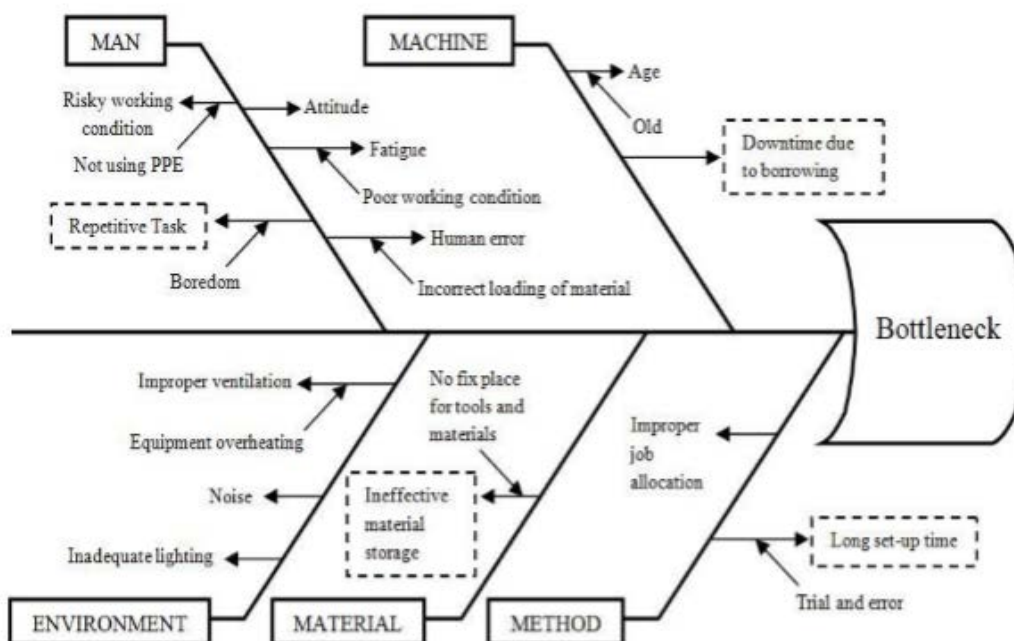 MAN
MACHINE
Risky working
condition
Attitude
Not using PPE
Fatigue
Poor working condition
Repetitive Task
Human error
Boredom
Incorrect loading of material
Age
Old
Downtime due
to borrowing
Bottleneck
Improper ventilation
Equipment overheating
Noise
Inadequate lighting
No fix place
for tools and
materials
Ineffective
material
storage
Improper
job
allocation
Long set-up time
Trial and error
ENVIRONMENT
MATERIAL
METHOD